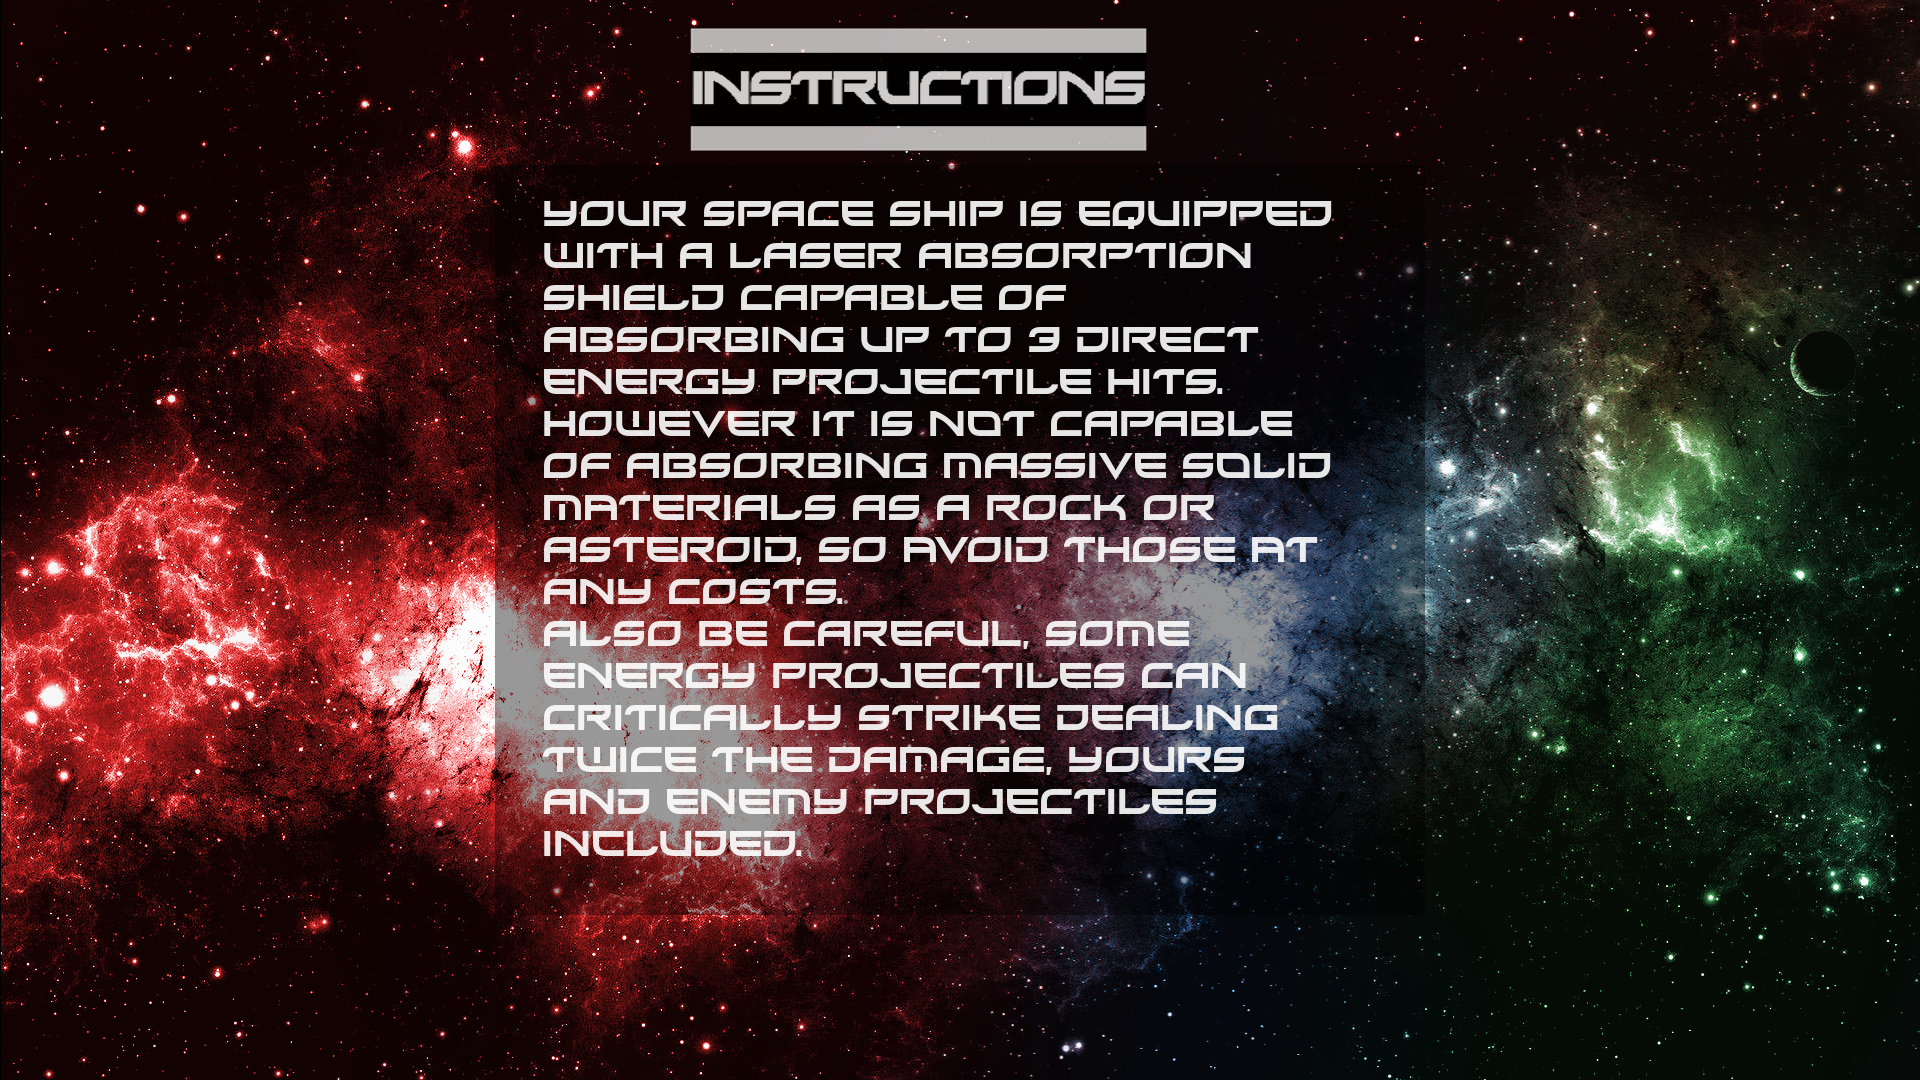 INSTRUCTIONS
YOUR SPACE SHIP IS EQUIPPED
WITH A LASER ABSORPTION
SHIELD CAPABLE OF
ABSORBING UP TO 3 DIRECT
ENERGY PROJECTILE HITS.
HOWEVER IT IS NOT CAPABLE
OF ABSORBING MASSIVE SOLID
MATERIALS AS A ROCK OR
ASTEROID, SO AVOID THOSE AT
ANY COSTS.
ALSO BE CAREFUL, SOME
ENERGY PROJECTILES CAN
CRITICALLY STRIKE DEALING
TWICE THE DAMAGE, YOURS
AND ENEMY PROJECTILES
INCLUDED.